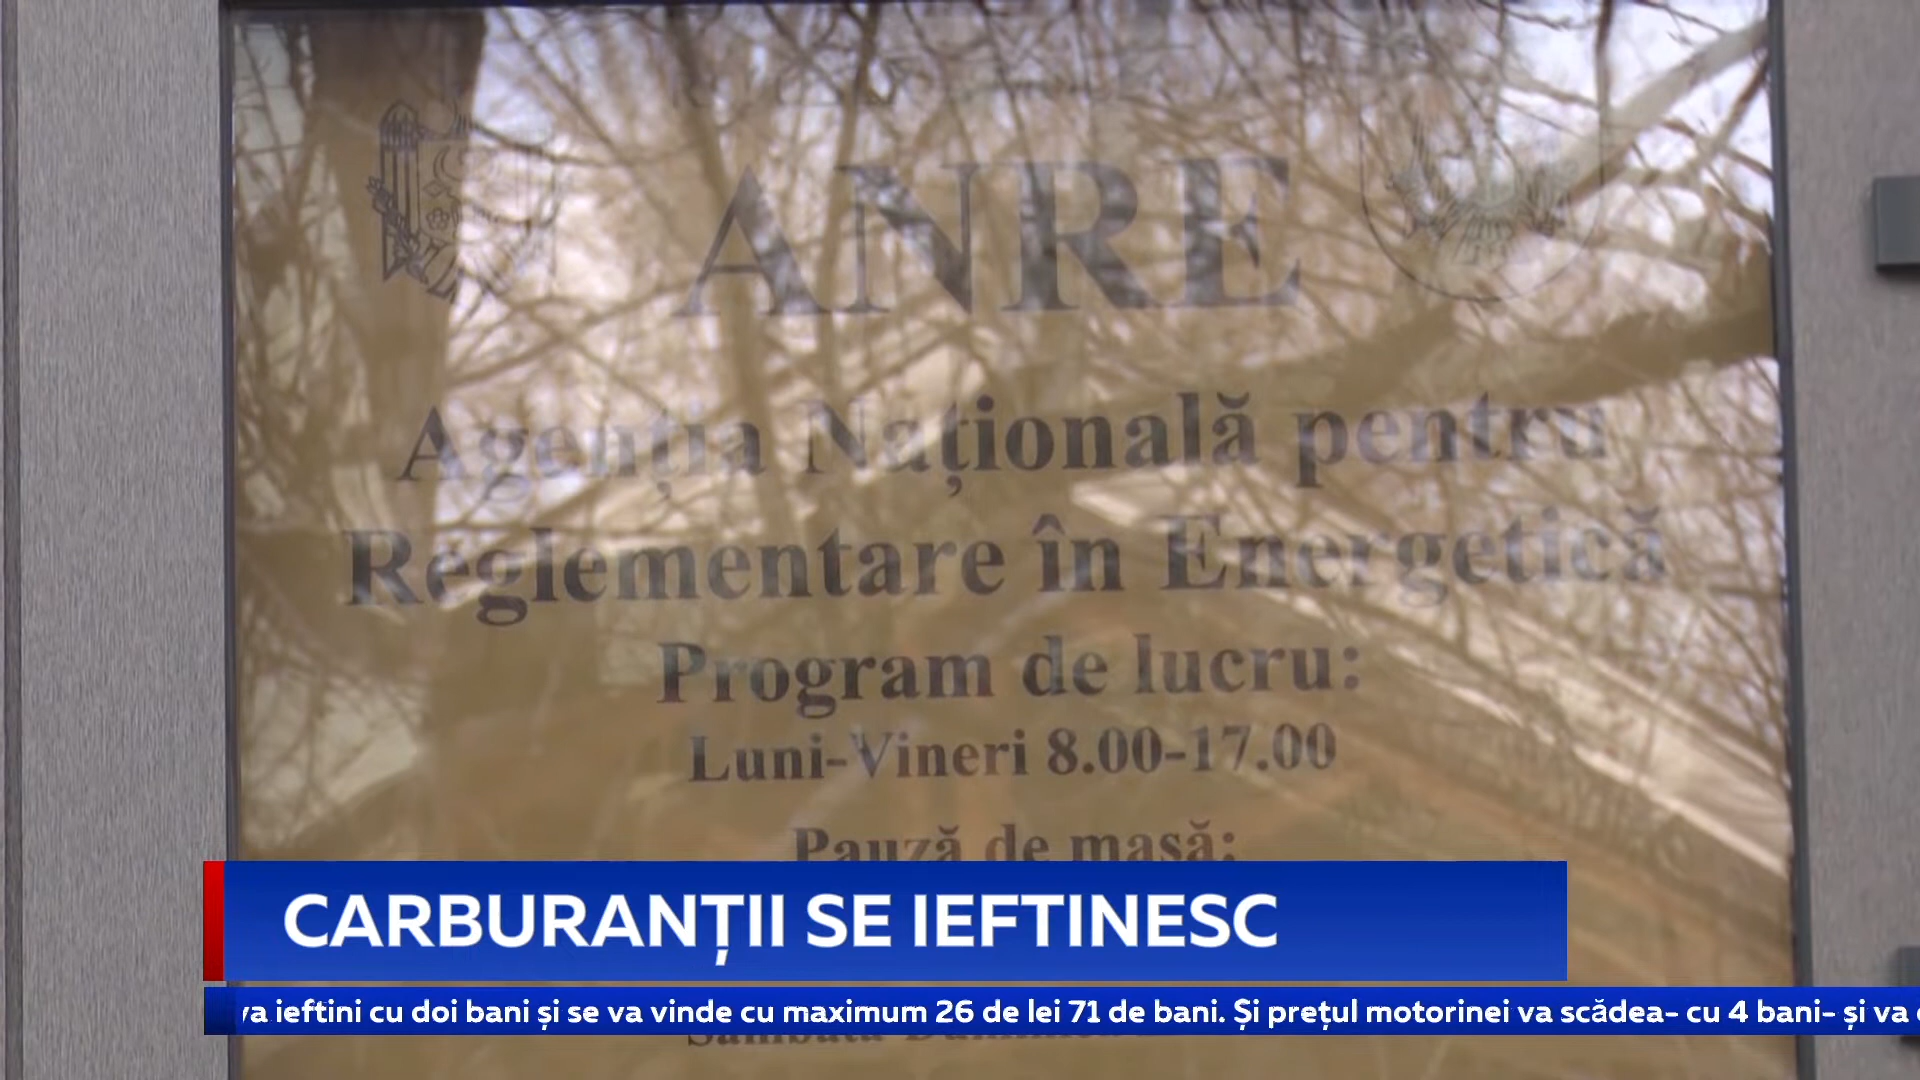 ANRE
Agenția Națională pentru
Reglementare în Energetică
Program de lucru:
Luni-Vineri 8.00-17.00
Pauză de masă:
CARBURANȚII SE IEFTINESC
va ieftini cu doi bani și se va vinde cu maximum 26 de lei 71 de bani. Și prețul motorinei va scădea- cu 4 bani- și va